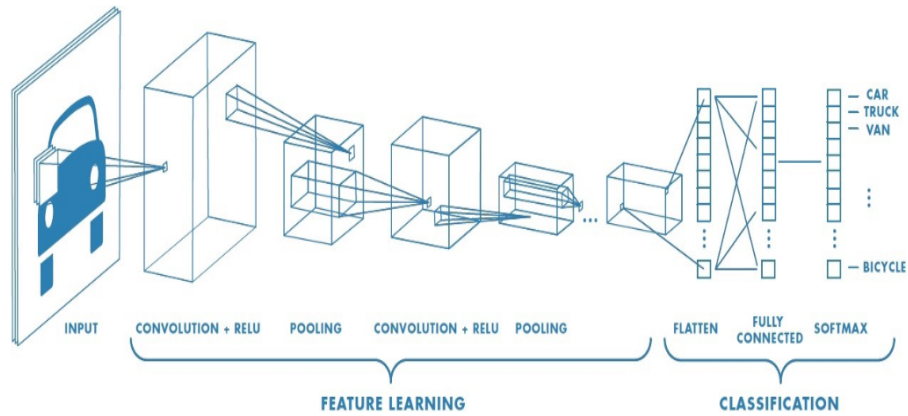 CAR
TRUCK
VAN
BICYCLE
INPUT
CONVOLUTION + RELU
POOLING
CONVOLUTION + RELU
POOLING
FLATTEN
FULLY
CONNECTED
SOFTMAX
FEATURE LEARNING
CLASSIFICATION